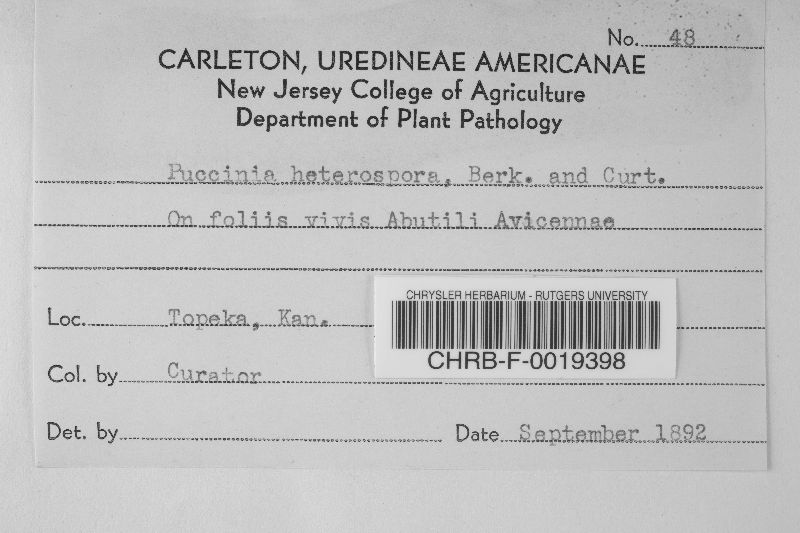 No. 48
CARLETON, UREDINEAE AMERICANAE
New Jersey College of Agriculture
Department of Plant Pathology
Puccinia heterospora, Berk. and Curt.
On foliis vivis Abutili Avicennae
Loc. Topeka, Kan.
CHRYSLER HERBARIUM - RUTGERS UNIVERSITY
CHRB-F-0019398
Col. by Curator
Det. by
Date September 1892